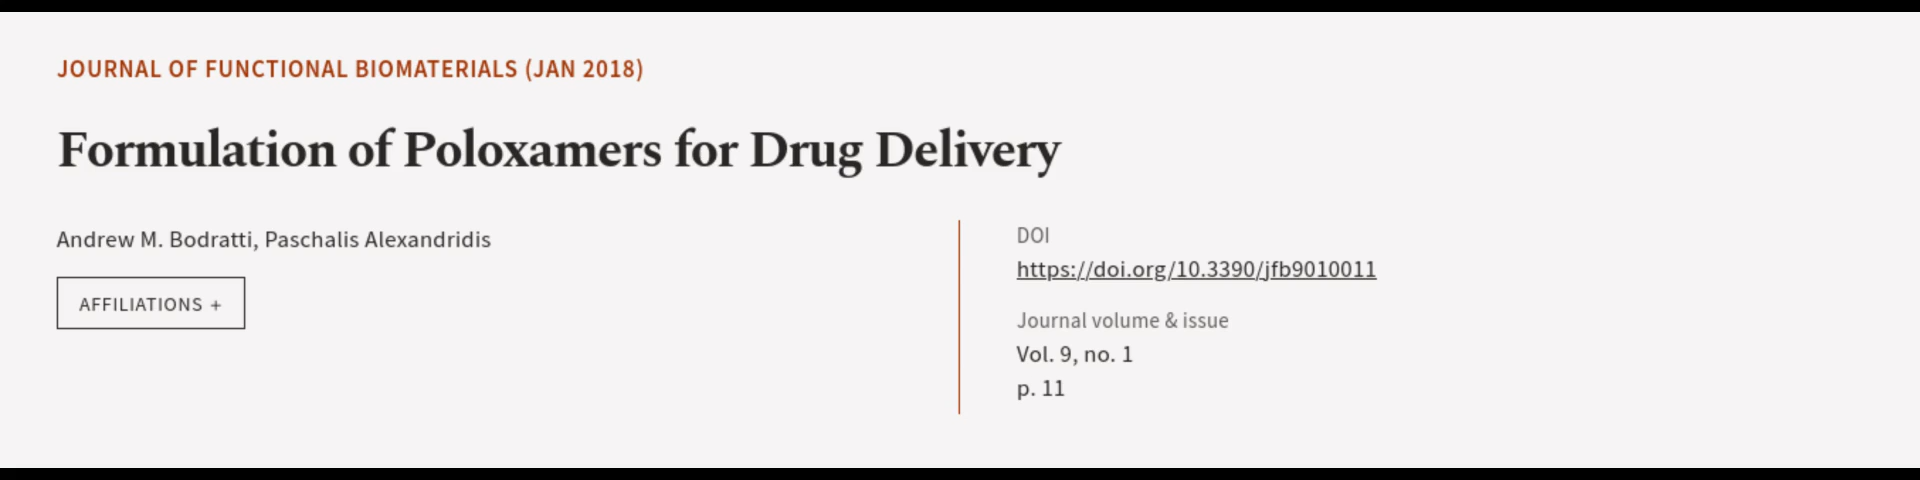 JOURNAL OF FUNCTIONAL BIOMATERIALS (JAN 2018)
Formulation of Poloxamers for Drug Delivery
Andrew M. Bodratti, Paschalis Alexandridis
AFFILIATIONS +
DOI
https://doi.org/10.3390/jfb9010011
Journal volume & issue
Vol. 9, no. 1
p. 11